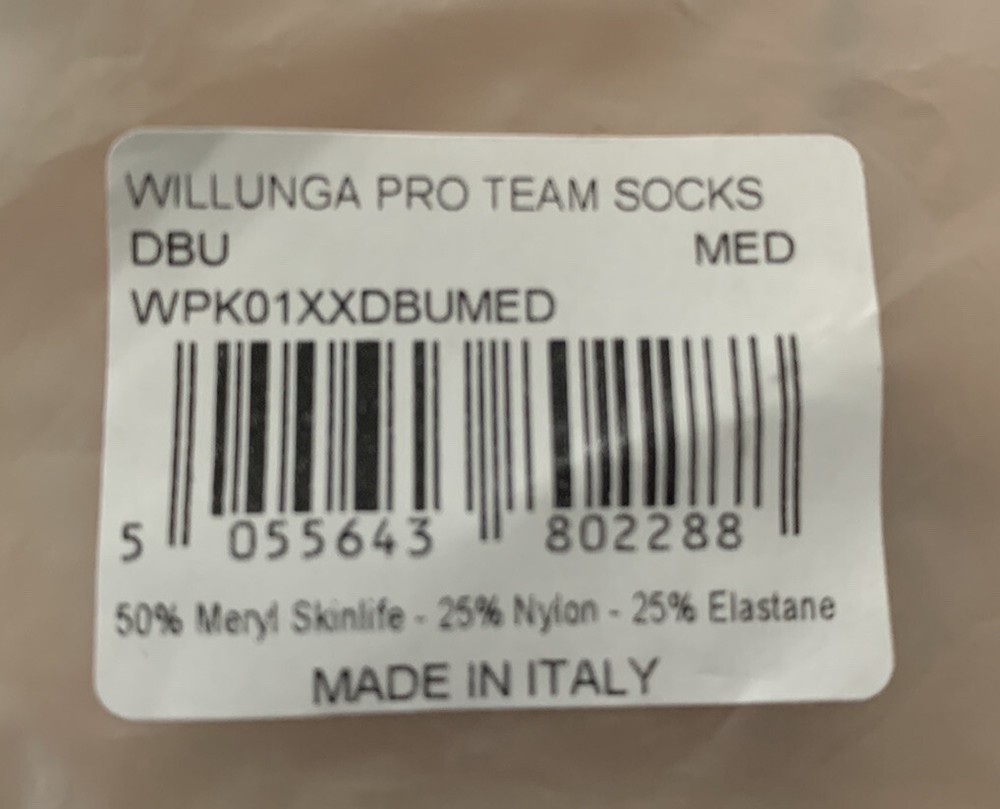 WILLUNGA PRO TEAM SOCKS
DBU MED
WPK01XXDBUMED
5 055643 802288
50% Meryl Skinlife - 25% Nylon - 25% Elastane
MADE IN ITALY